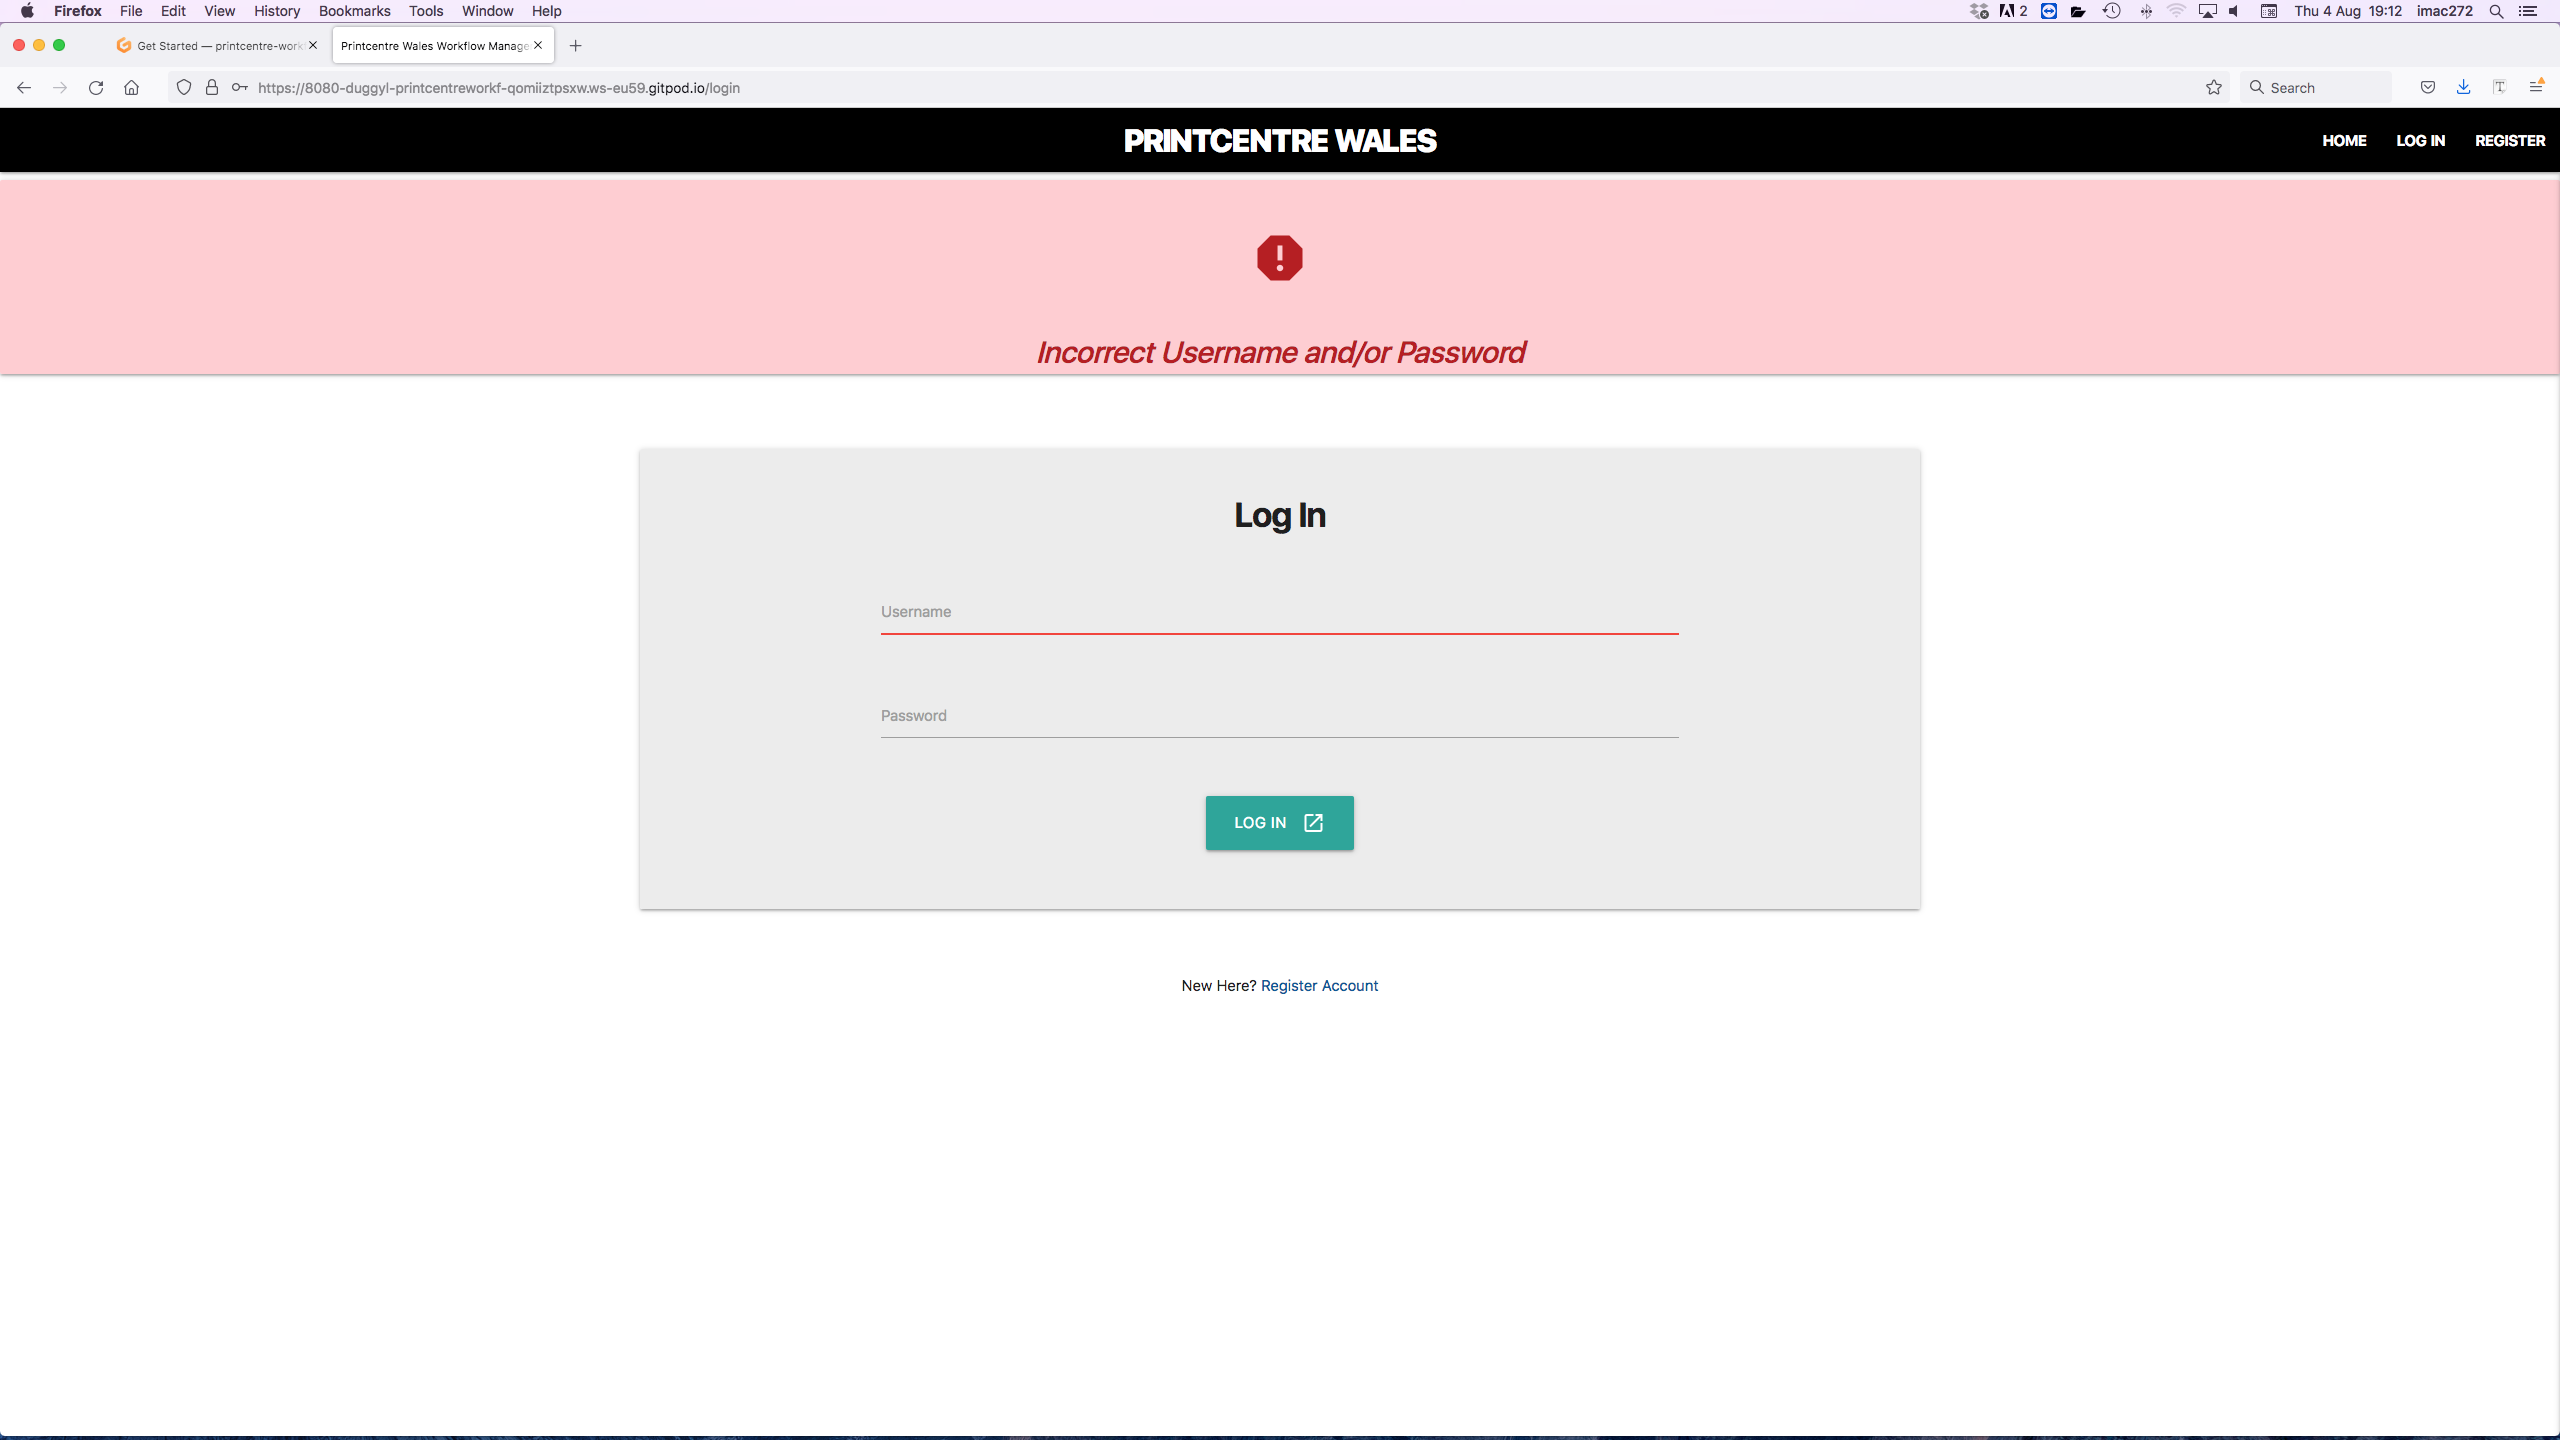 Firefox File Edit View History Bookmarks Tools Window Help 2 Thu 4 Aug 19:12 imac272
Get Started — printcentre-work Printcentre Wales Workflow Manage
https://8080-duggyl-printcentreworkf-qomiiztpsxw.ws-eu59.gitpod.io/login Search
PRINTCENTRE WALES HOME LOG IN REGISTER
Incorrect Username and/or Password
Log In
Username
Password
LOG IN
New Here? Register Account